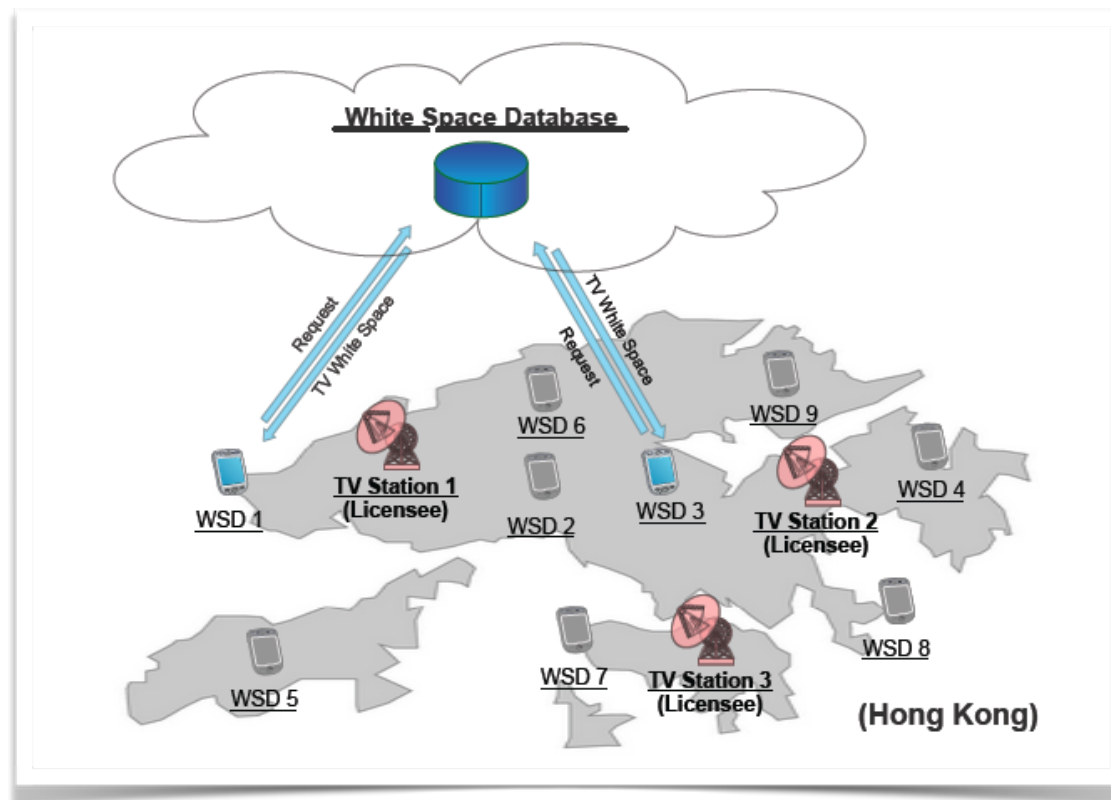 White Space Database
Request
TV White Space
TV White Space
Request
WSD 9
WSD 6
TV Station 1
(Licensee)
WSD 4
WSD 1
WSD 2
WSD 3
TV Station 2
(Licensee)
WSD 8
WSD 7
TV Station 3
(Licensee)
WSD 5
(Hong Kong)